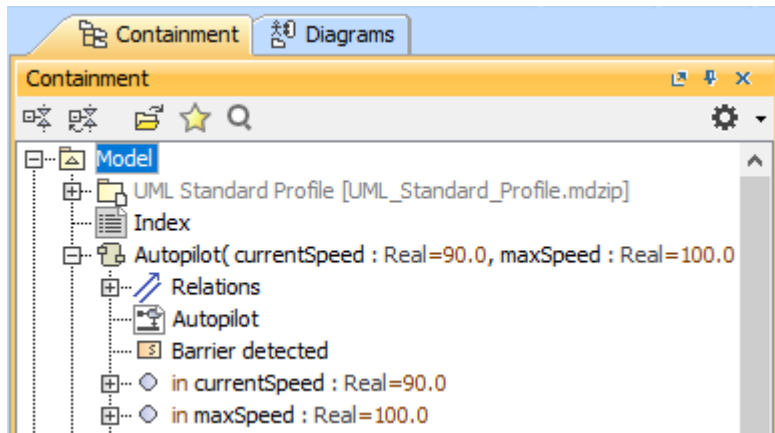 Containment Diagrams
Containment
Model
UML Standard Profile [UML_Standard_Profile.mdzip]
Index
Autopilot( currentSpeed : Real=90.0, maxSpeed : Real=100.0
Relations
Autopilot
S Barrier detected
in currentSpeed : Real=90.0
in maxSpeed : Real=100.0